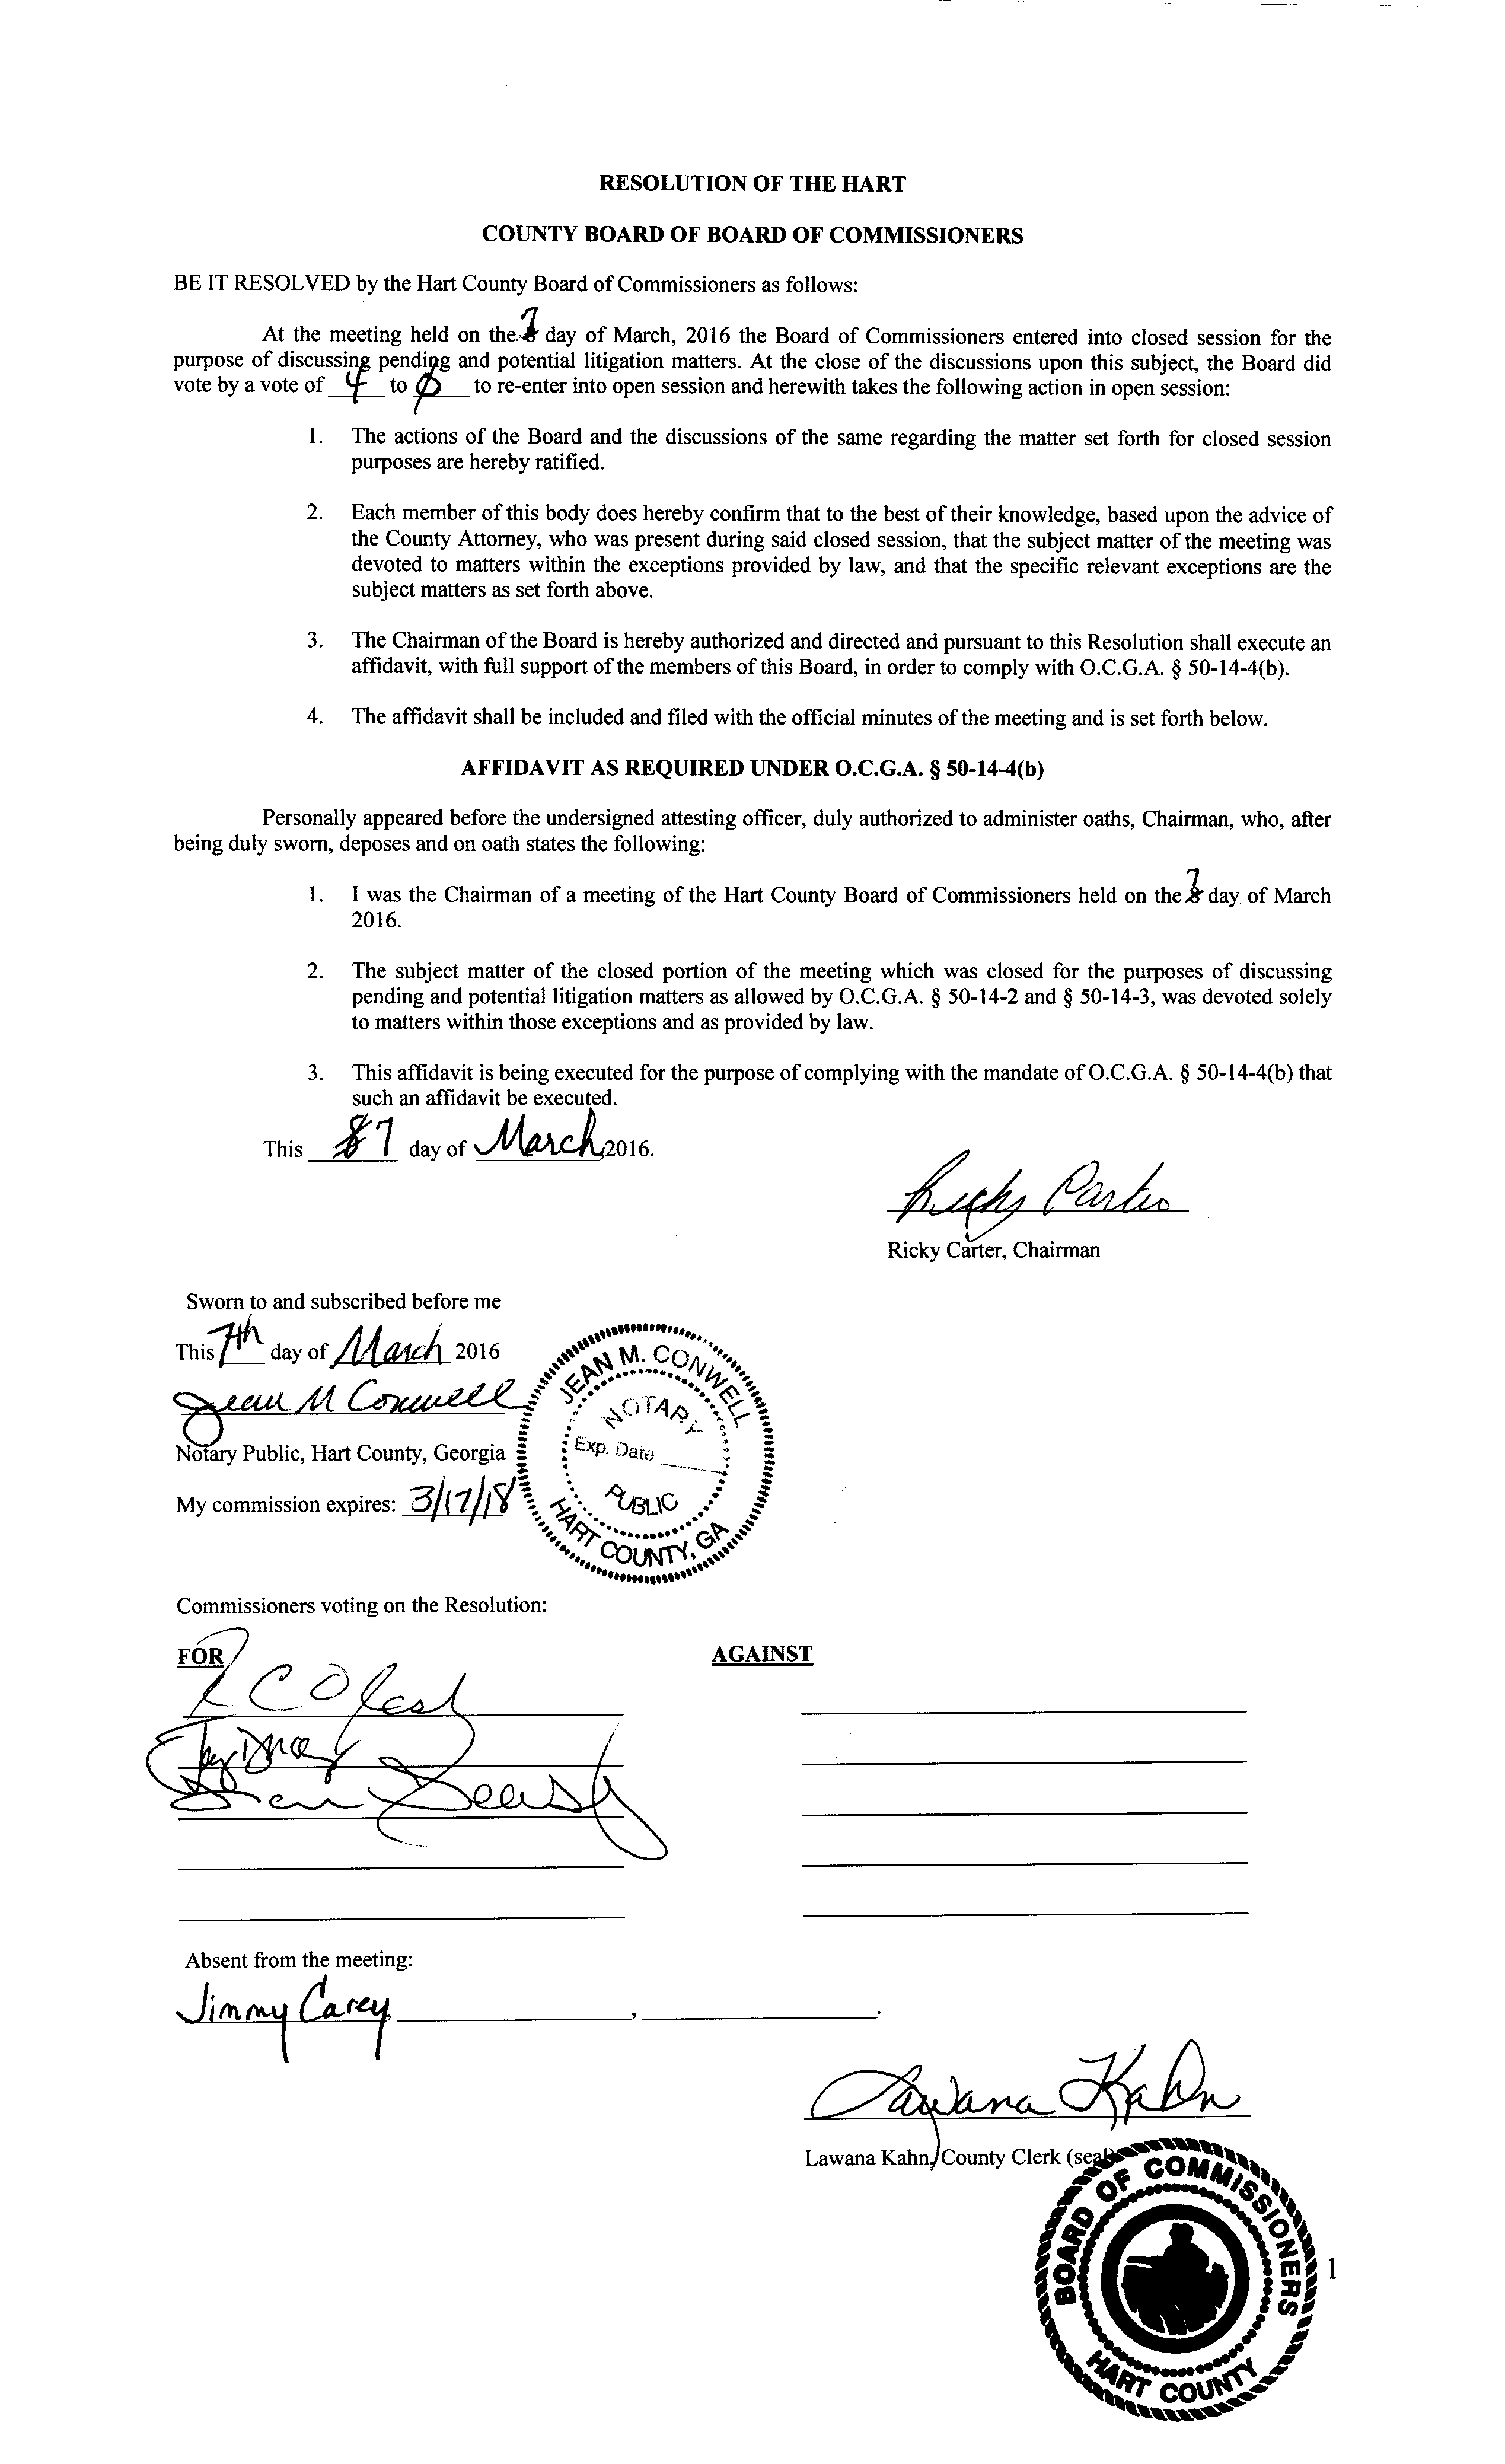 RESOLUTION OF THE HART
COUNTY BOARD OF BOARD OF COMMISSIONERS
BE IT RESOLVED by the Hart County Board of Commissioners as follows:
At the meeting held on the 7 day of March, 2016 the Board of Commissioners entered into closed session for the
purpose of discussing pending and potential litigation matters. At the close of the discussions upon this subject, the Board did
vote by a vote of 4 to 0 to re-enter into open session and herewith takes the following action in open session:
1. The actions of the Board and the discussions of the same regarding the matter set forth for closed session
purposes are hereby ratified.
2. Each member of this body does hereby confirm that to the best of their knowledge, based upon the advice of
the County Attorney, who was present during said closed session, that the subject matter of the meeting was
devoted to matters within the exceptions provided by law, and that the specific relevant exceptions are the
subject matters as set forth above.
3. The Chairman of the Board is hereby authorized and directed and pursuant to this Resolution shall execute an
affidavit, with full support of the members of this Board, in order to comply with O.C.G.A. § 50-14-4(b).
4. The affidavit shall be included and filed with the official minutes of the meeting and is set forth below.
AFFIDAVIT AS REQUIRED UNDER O.C.G.A. § 50-14-4(b)
Personally appeared before the undersigned attesting officer, duly authorized to administer oaths, Chairman, who, after
being duly sworn, deposes and on oath states the following:
1. I was the Chairman of a meeting of the Hart County Board of Commissioners held on the 7 day of March
2016.
2. The subject matter of the closed portion of the meeting which was closed for the purposes of discussing
pending and potential litigation matters as allowed by O.C.G.A. § 50-14-2 and § 50-14-3, was devoted solely
to matters within those exceptions and as provided by law.
3. This affidavit is being executed for the purpose of complying with the mandate of O.C.G.A. § 50-14-4(b) that
such an affidavit be executed.
This 7 day of March 2016.
Ricky Carter
Ricky Carter, Chairman
Sworn to and subscribed before me
This 7th day of March 2016
Jean M Conwell
Notary Public, Hart County, Georgia
My commission expires: 3/17/18
JEAN M. CONWELL
NOTARY
Exp. Date
PUBLIC
HART COUNTY, GA
Commissioners voting on the Resolution:
FOR AGAINST
Absent from the meeting:
Jimmy Carey, , .
Lawana Kahn
Lawana Kahn, County Clerk (seal)
BOARD OF COMMISSIONERS
HART COUNTY
1